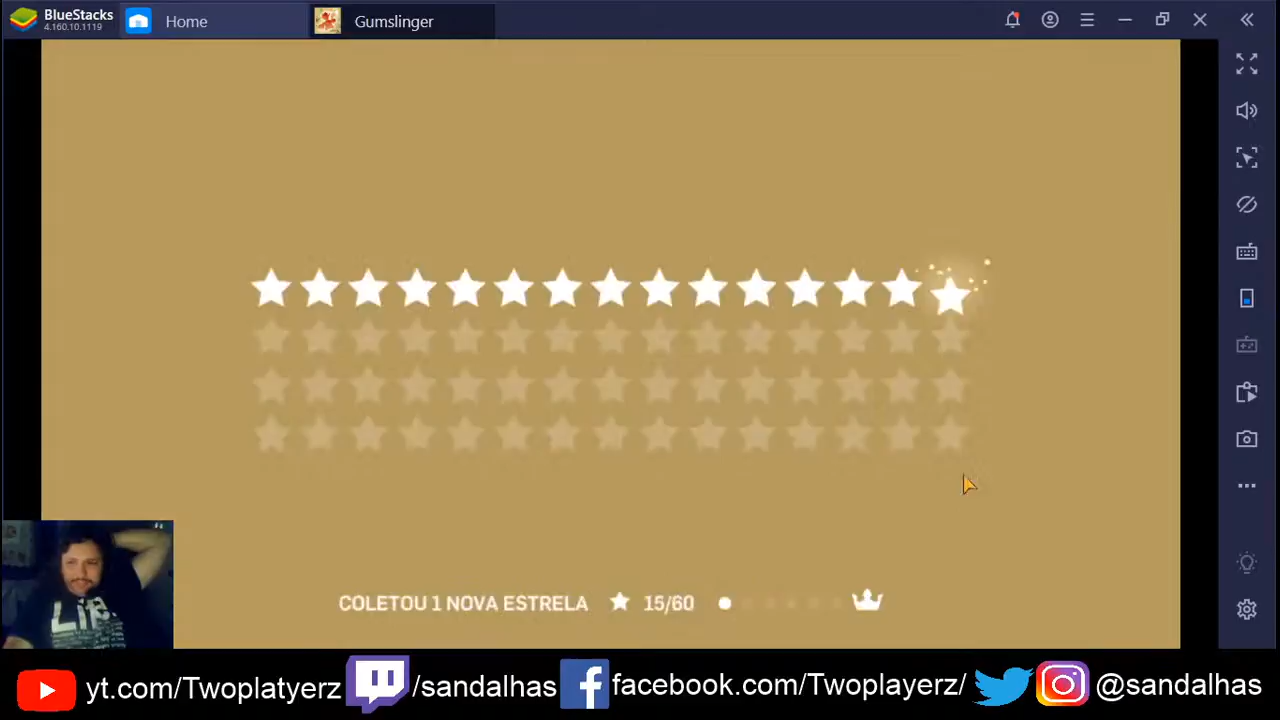 BlueStacks
4.160.10.1119
Home
Gumslinger
COLETOU 1 NOVA ESTRELA 15/60
yt.com/Twoplatyerz /sandalhas facebook.com/Twoplayerz/ @sandalhas